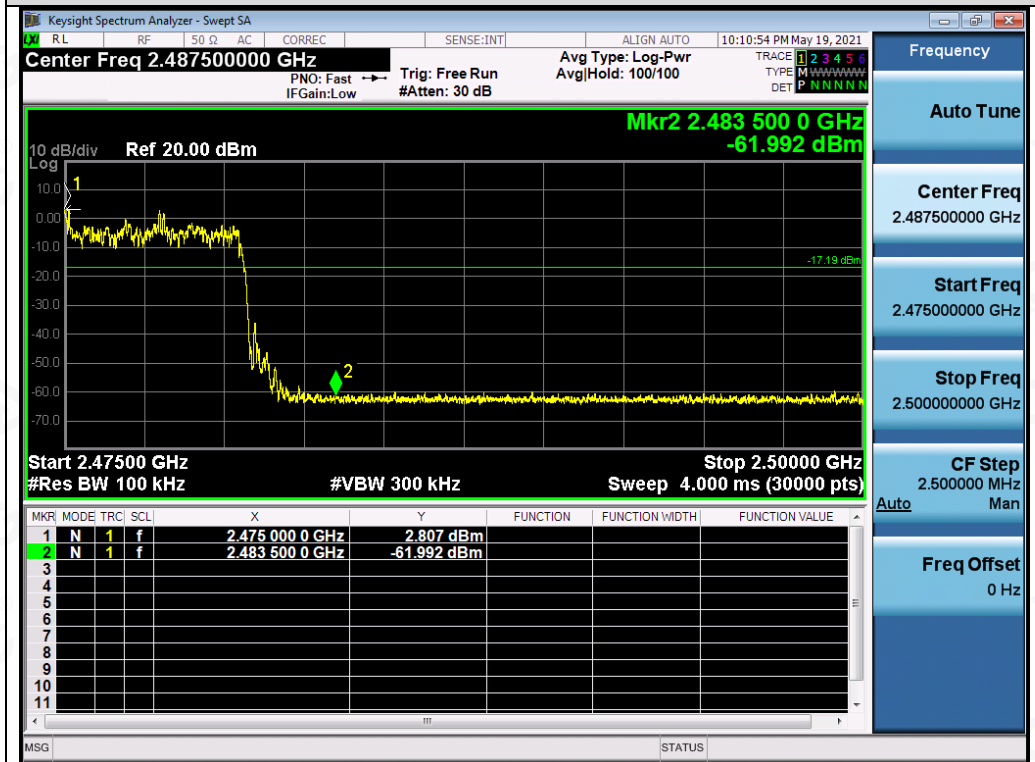 Keysight Spectrum Analyzer - Swept SA
LXI RL RF 50 Ω AC CORREC SENSE:INT ALIGN AUTO 10:10:54 PM May 19, 2021
Center Freq 2.487500000 GHz
PNO: Fast
IFGain:Low
Trig: Free Run
#Atten: 30 dB
Avg Type: Log-Pwr
Avg|Hold: 100/100
TRACE 1 2 3 4 5 6
TYPE M W W W W W
DET P N N N N N
Mkr2 2.483 500 0 GHz
-61.992 dBm
10 dB/div Ref 20.00 dBm
Log
10.0
0.00
-10.0
-20.0
-30.0
-40.0
-50.0
-60.0
-70.0
1
-17.19 dBm
2
Start 2.47500 GHz Stop 2.50000 GHz
#Res BW 100 kHz #VBW 300 kHz Sweep 4.000 ms (30000 pts)
MKR MODE TRC SCL X Y FUNCTION FUNCTION WIDTH FUNCTION VALUE
1 N 1 f 2.475 000 0 GHz 2.807 dBm
2 N 1 f 2.483 500 0 GHz -61.992 dBm
3
4
5
6
7
8
9
10
11
MSG STATUS
Frequency
Auto Tune
Center Freq
2.487500000 GHz
Start Freq
2.475000000 GHz
Stop Freq
2.500000000 GHz
CF Step
2.500000 MHz
Auto Man
Freq Offset
0 Hz